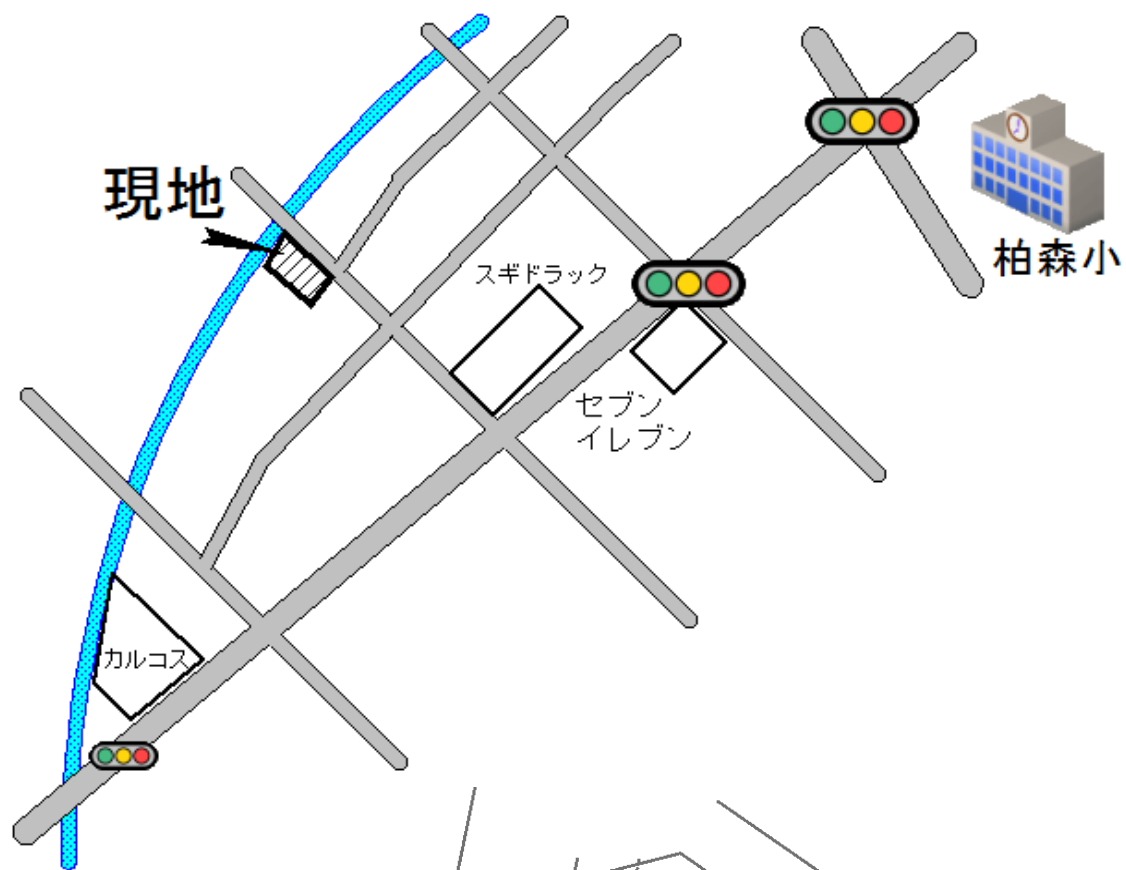 現地
柏森小
スギドラック
セブン
イレブン
カルコス